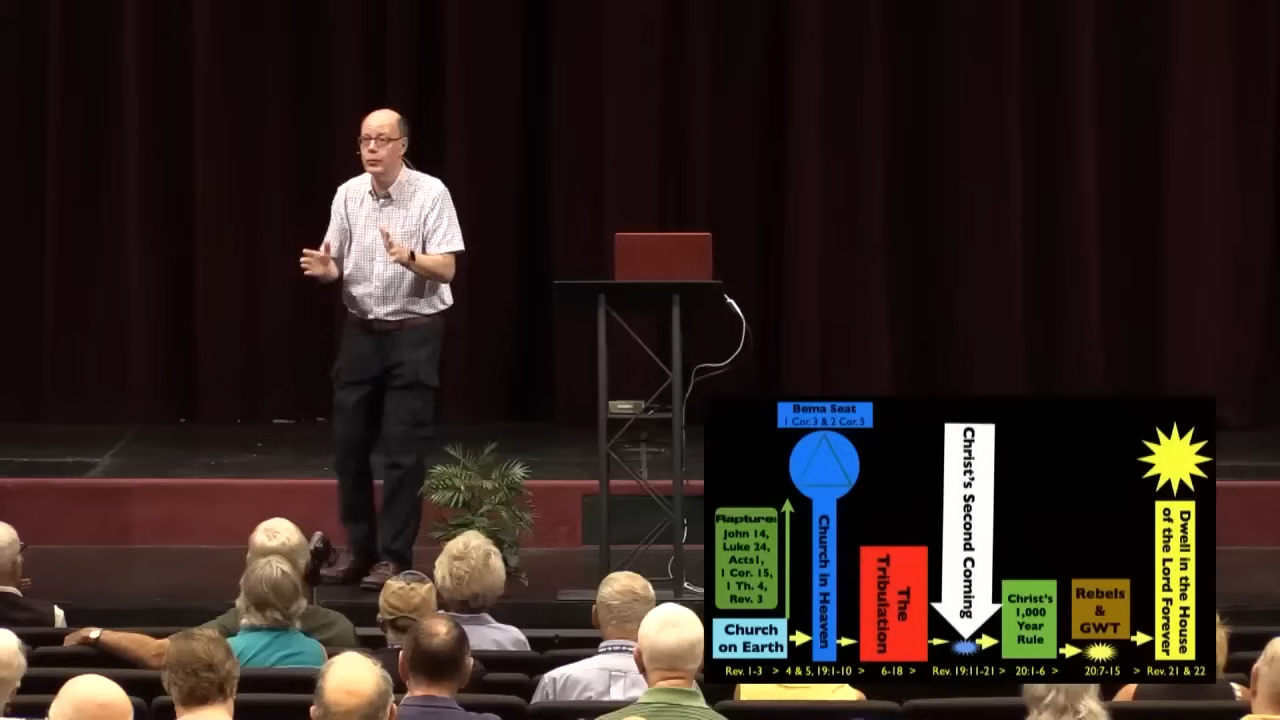 Bema Seat
1 Cor. 3 & 2 Cor. 5
Rapture:
John 14,
Luke 24,
Acts1,
1 Cor. 15,
1 Th. 4,
Rev. 3
Church
on Earth
Church in Heaven
The
Tribulation
Christ's Second Coming
Christ's
1,000
Year
Rule
Rebels
&
GWT
Dwell in the House
of the Lord Forever
Rev. 1-3 > 4 & 5, 19:1-10 > 6-18 > Rev. 19:11-21 > 20:1-6 > 20:7-15 > Rev. 21 & 22